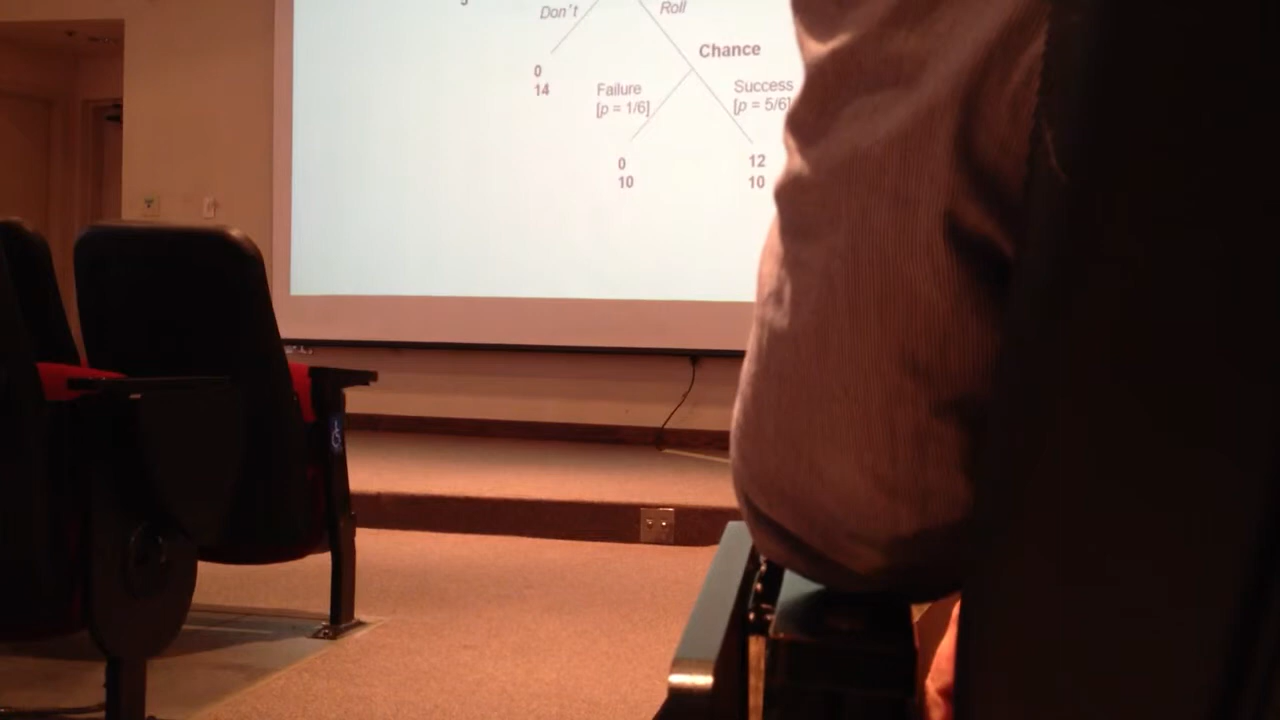 Don't
Roll
Chance
0
14
Failure
[p = 1/6]
Success
[p = 5/6]
0
10
12
10